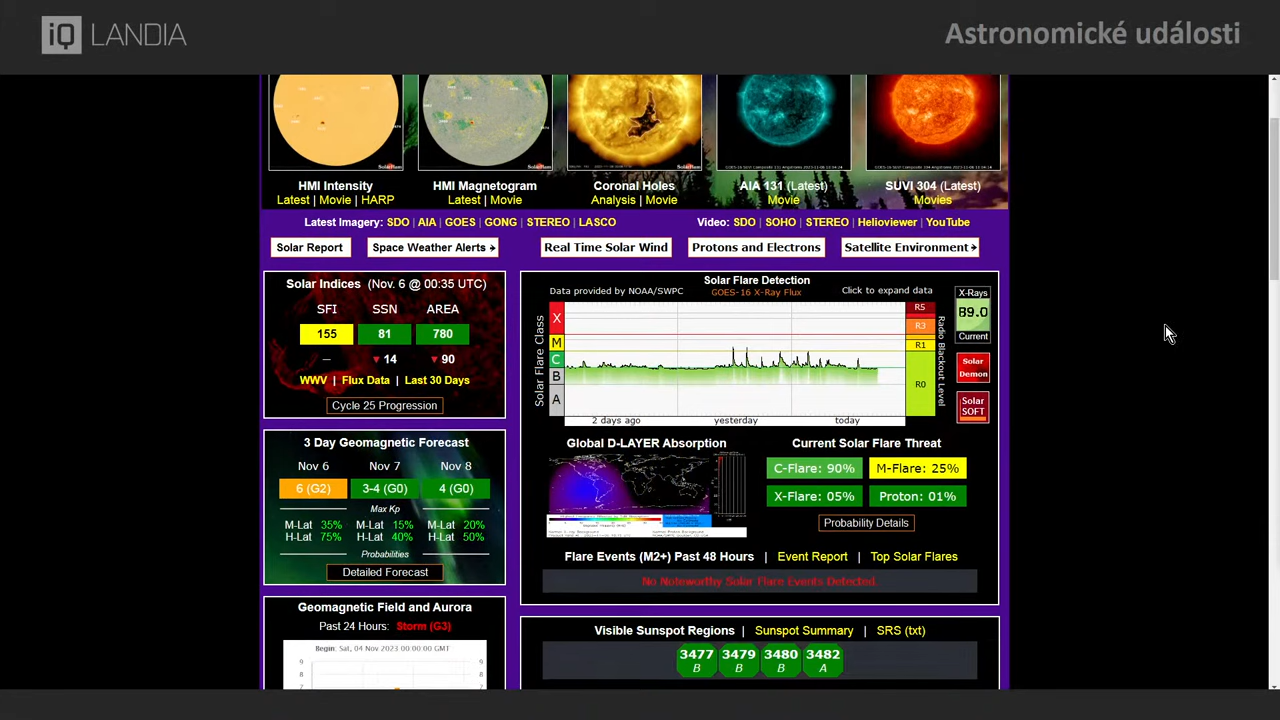 iQ LANDIA
Astronomické události
HMI Intensity
Latest | Movie | HARP
HMI Magnetogram
Latest | Movie
Coronal Holes
Analysis | Movie
AIA 131 (Latest)
Movie
SUVI 304 (Latest)
Movies
Latest Imagery: SDO | AIA | GOES | GONG | STEREO | LASCO
Video: SDO | SOHO | STEREO | Helioviewer | YouTube
Solar Report
Space Weather Alerts
Real Time Solar Wind
Protons and Electrons
Satellite Environment
Solar Indices (Nov. 6 @ 00:35 UTC)
SFI SSN AREA
155 81 780
— 14 90
WWV | Flux Data | Last 30 Days
Cycle 25 Progression
3 Day Geomagnetic Forecast
Nov 6 Nov 7 Nov 8
6 (G2) 3-4 (G0) 4 (G0)
Max Kp
M-Lat 35% M-Lat 15% M-Lat 20%
H-Lat 75% H-Lat 40% H-Lat 50%
Probabilities
Detailed Forecast
Geomagnetic Field and Aurora
Past 24 Hours: Storm (G3)
Begin: Sat, 04 Nov 2023 00:00:00 GMT
9 9
8 8
7 7
Solar Flare Detection
Data provided by NOAA/SWPC
GOES-16 X-Ray Flux
Click to expand data
Solar Flare Class
X
M
C
B
A
R5
R3
R1
R0
Radio Blackout Level
2 days ago yesterday today
X-Rays
B9.0
Current
Solar
Demon
Solar
SOFT
Global D-LAYER Absorption
Current Solar Flare Threat
C-Flare: 90% M-Flare: 25%
X-Flare: 05% Proton: 01%
Probability Details
Flare Events (M2+) Past 48 Hours | Event Report | Top Solar Flares
No Noteworthy Solar Flare Events Detected.
Visible Sunspot Regions | Sunspot Summary | SRS (txt)
3477 3479 3480 3482
B B B A